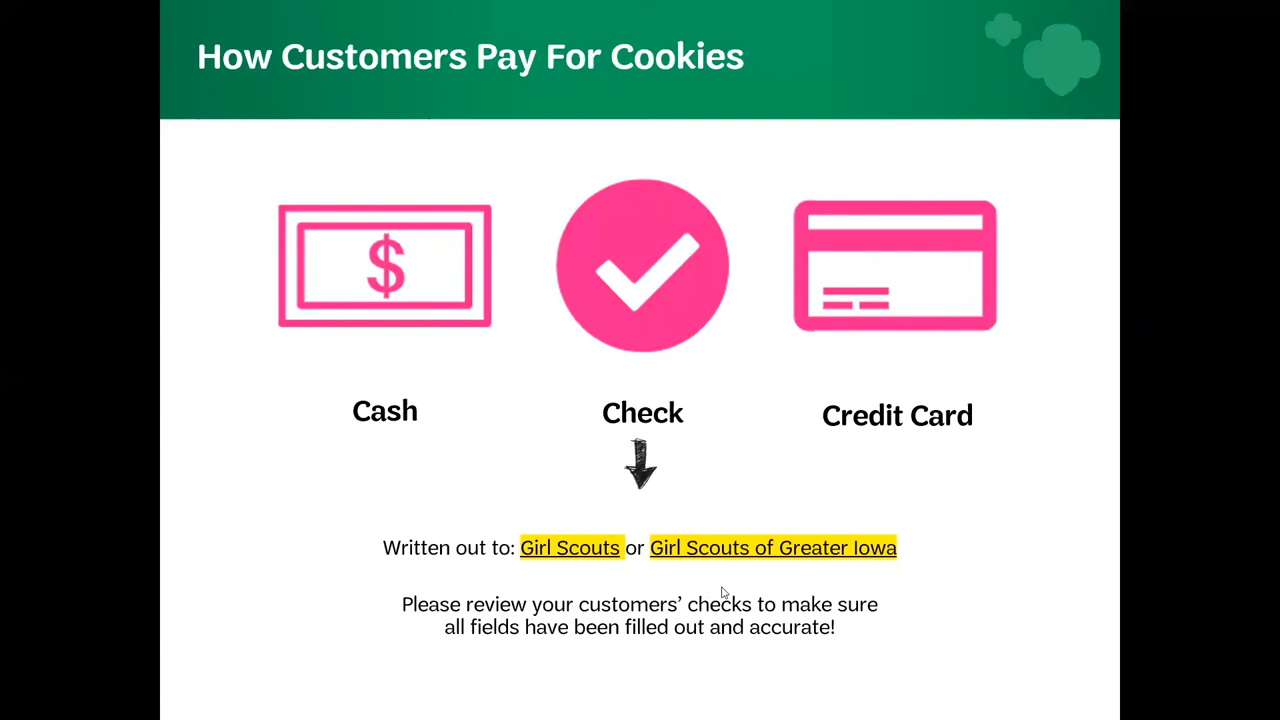 How Customers Pay For Cookies
$
Cash
Check
Credit Card
Written out to: Girl Scouts or Girl Scouts of Greater Iowa
Please review your customers’ checks to make sure
all fields have been filled out and accurate!